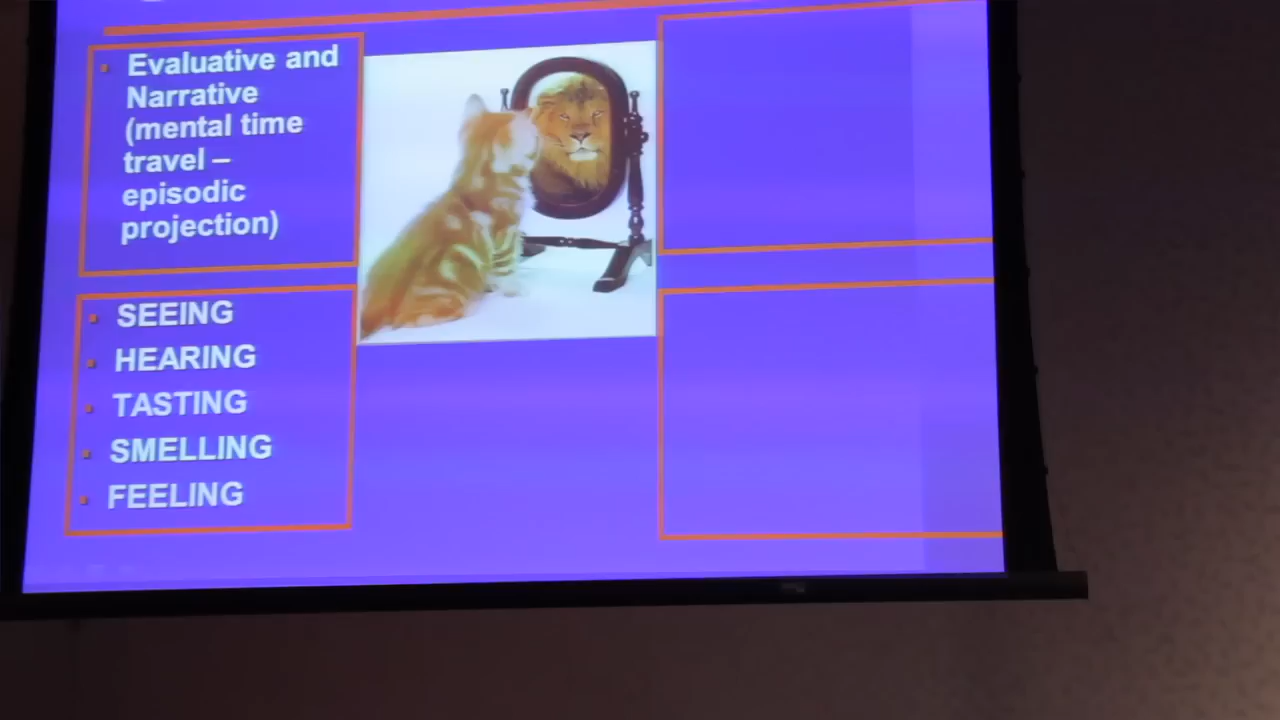 Evaluative and
Narrative
(mental time
travel –
episodic
projection)
SEEING
HEARING
TASTING
SMELLING
FEELING